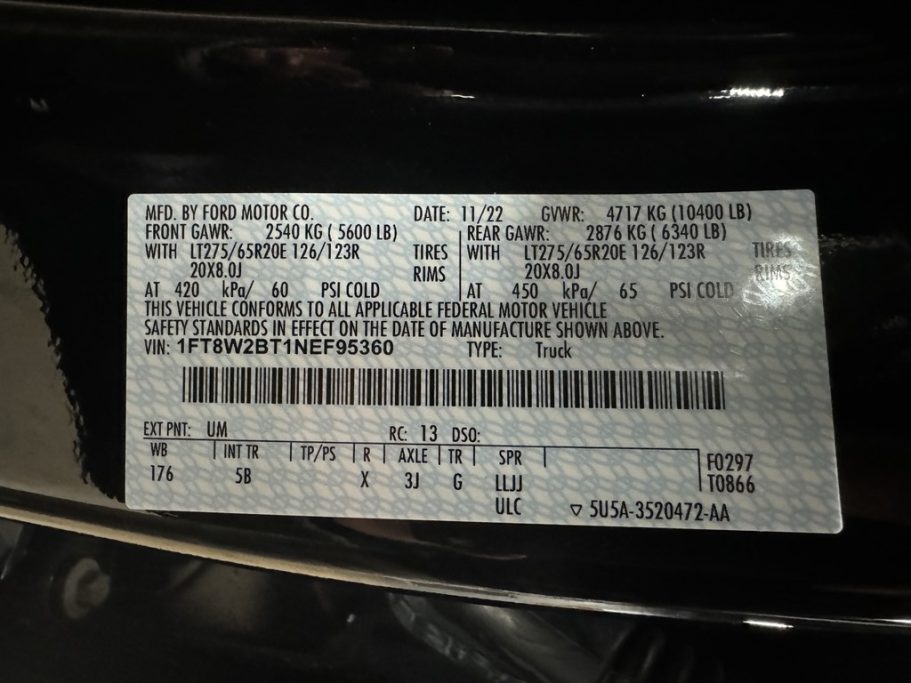 MFD. BY FORD MOTOR CO. DATE: 11/22 GVWR: 4717 KG (10400 LB)
FRONT GAWR: 2540 KG ( 5600 LB) REAR GAWR: 2876 KG ( 6340 LB)
WITH LT275/65R20E 126/123R TIRES WITH LT275/65R20E 126/123R TIRES
20X8.0J RIMS 20X8.0J RIMS
AT 420 kPa/ 60 PSI COLD AT 450 kPa/ 65 PSI COLD
THIS VEHICLE CONFORMS TO ALL APPLICABLE FEDERAL MOTOR VEHICLE
SAFETY STANDARDS IN EFFECT ON THE DATE OF MANUFACTURE SHOWN ABOVE.
VIN: 1FT8W2BT1NEF95360 TYPE: Truck
EXT PNT: UM RC: 13 DSO:
WB INT TR TP/PS R AXLE TR SPR F0297
176 5B X 3J G LLJJ T0866
ULC ▽ 5U5A-3520472-AA